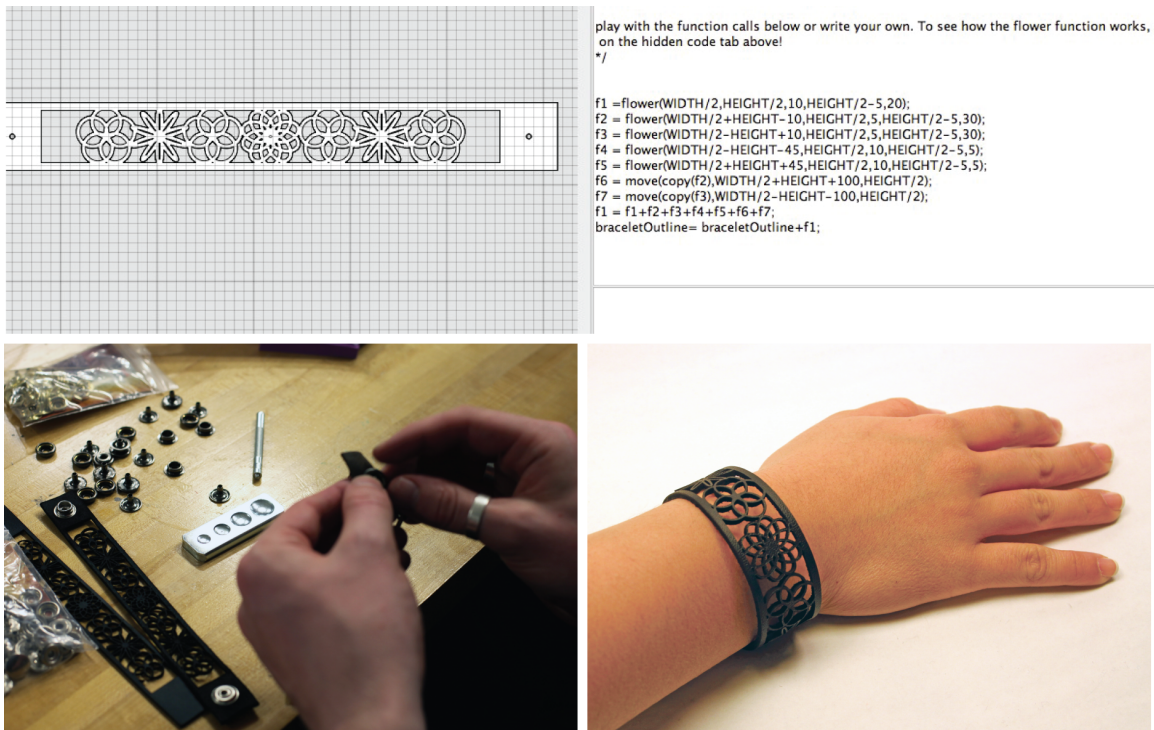 play with the function calls below or write your own. To see how the flower function works,
on the hidden code tab above!
*/
f1 =flower(WIDTH/2,HEIGHT/2,10,HEIGHT/2-5,20);
f2 = flower(WIDTH/2+HEIGHT-10,HEIGHT/2,5,HEIGHT/2-5,30);
f3 = flower(WIDTH/2-HEIGHT+10,HEIGHT/2,5,HEIGHT/2-5,30);
f4 = flower(WIDTH/2-HEIGHT-45,HEIGHT/2,10,HEIGHT/2-5,5);
f5 = flower(WIDTH/2+HEIGHT+45,HEIGHT/2,10,HEIGHT/2-5,5);
f6 = move(copy(f2),WIDTH/2+HEIGHT+100,HEIGHT/2);
f7 = move(copy(f3),WIDTH/2-HEIGHT-100,HEIGHT/2);
f1 = f1+f2+f3+f4+f5+f6+f7;
braceletOutline= braceletOutline+f1;